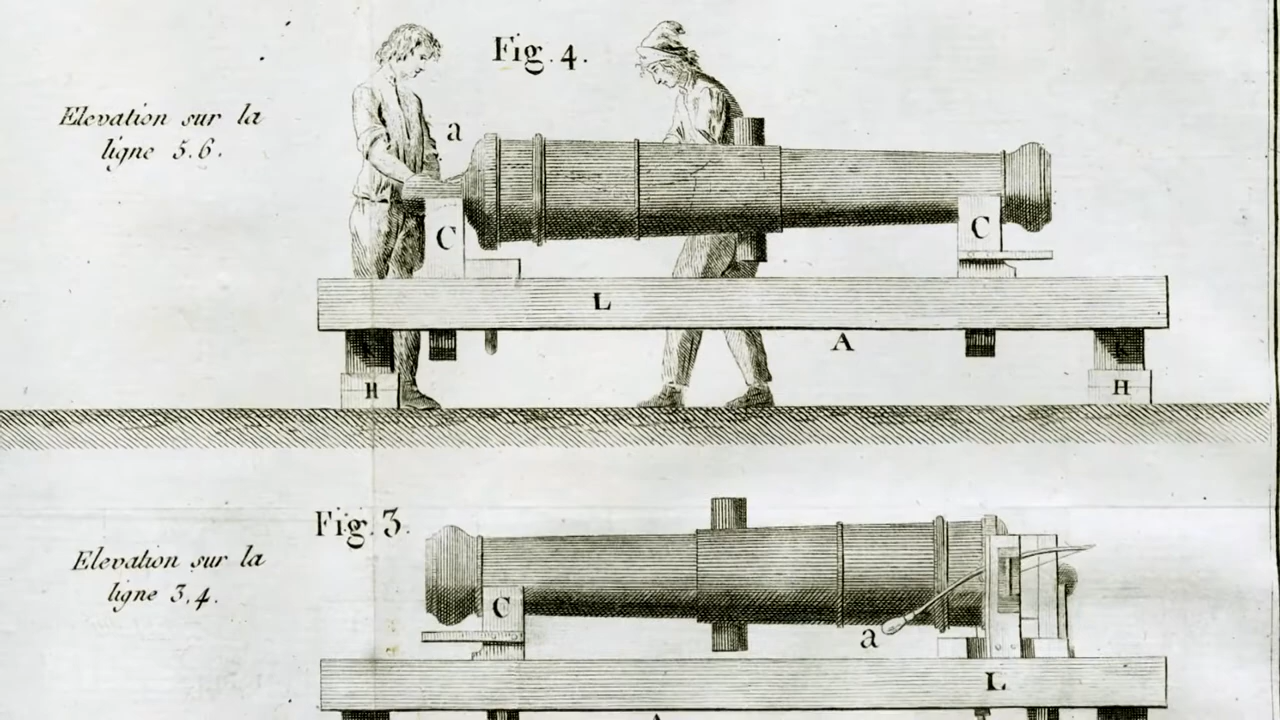 Fig. 4.
Elevation sur la
ligne 5.6.
a
C
C
L
A
H
H
Fig. 3.
Elevation sur la
ligne 3,4.
C
a
L